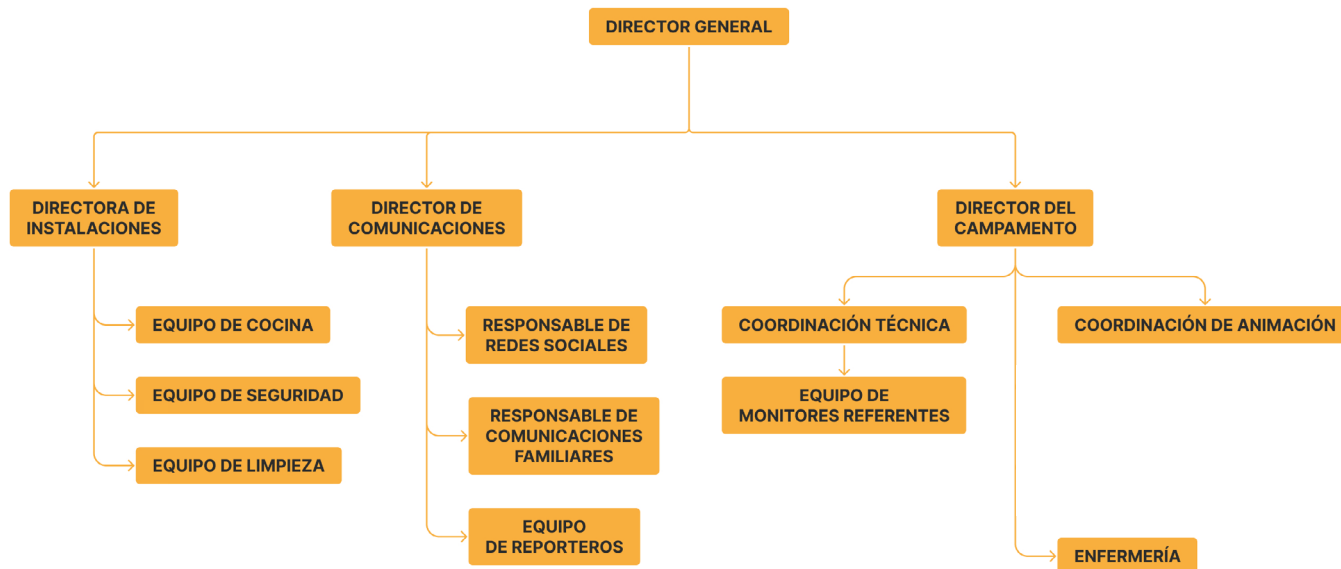 DIRECTOR GENERAL
DIRECTORA DE
INSTALACIONES
EQUIPO DE COCINA
EQUIPO DE SEGURIDAD
EQUIPO DE LIMPIEZA
DIRECTOR DE
COMUNICACIONES
RESPONSABLE DE
REDES SOCIALES
RESPONSABLE DE
COMUNICACIONES
FAMILIARES
EQUIPO
DE REPORTEROS
DIRECTOR DEL
CAMPAMENTO
COORDINACIÓN TÉCNICA
EQUIPO DE
MONITORES REFERENTES
COORDINACIÓN DE ANIMACIÓN
ENFERMERÍA